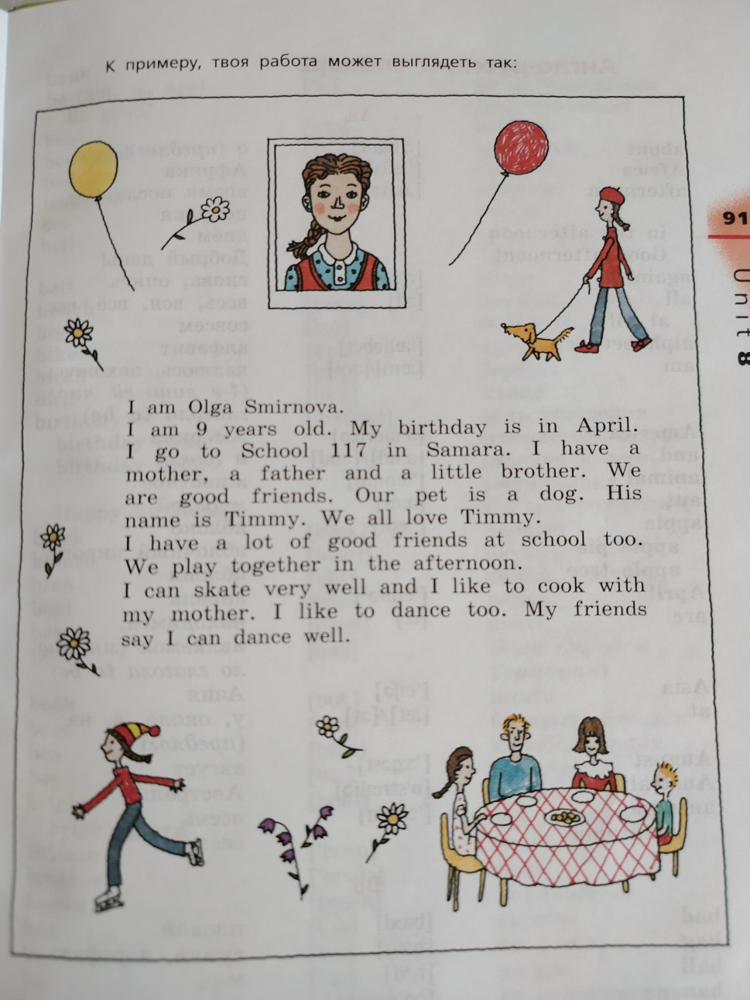 К примеру, твоя работа может выглядеть так:
91
Unit 8
I am Olga Smirnova.
I am 9 years old. My birthday is in April.
I go to School 117 in Samara. I have a
mother, a father and a little brother. We
are good friends. Our pet is a dog. His
name is Timmy. We all love Timmy.
I have a lot of good friends at school too.
We play together in the afternoon.
I can skate very well and I like to cook with
my mother. I like to dance too. My friends
say I can dance well.